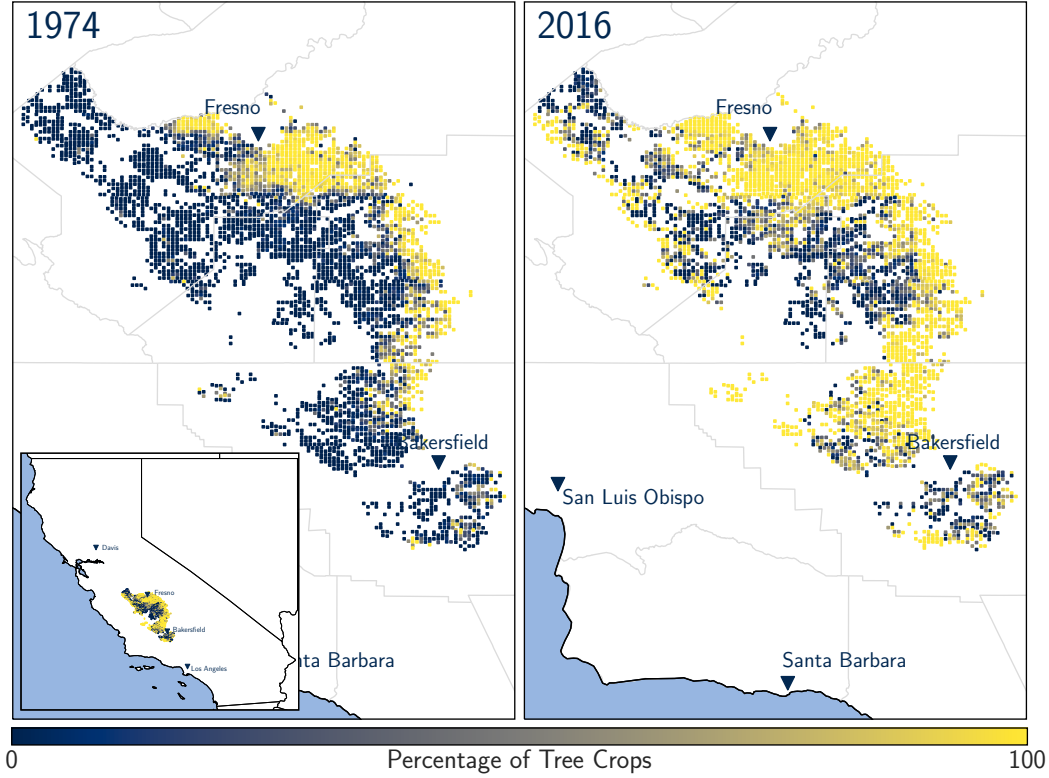 1974
2016
Fresno
Fresno
Bakersfield
Bakersfield
San Luis Obispo
Davis
Fresno
Bakersfield
Los Angeles
nta Barbara
Santa Barbara
0
Percentage of Tree Crops
100